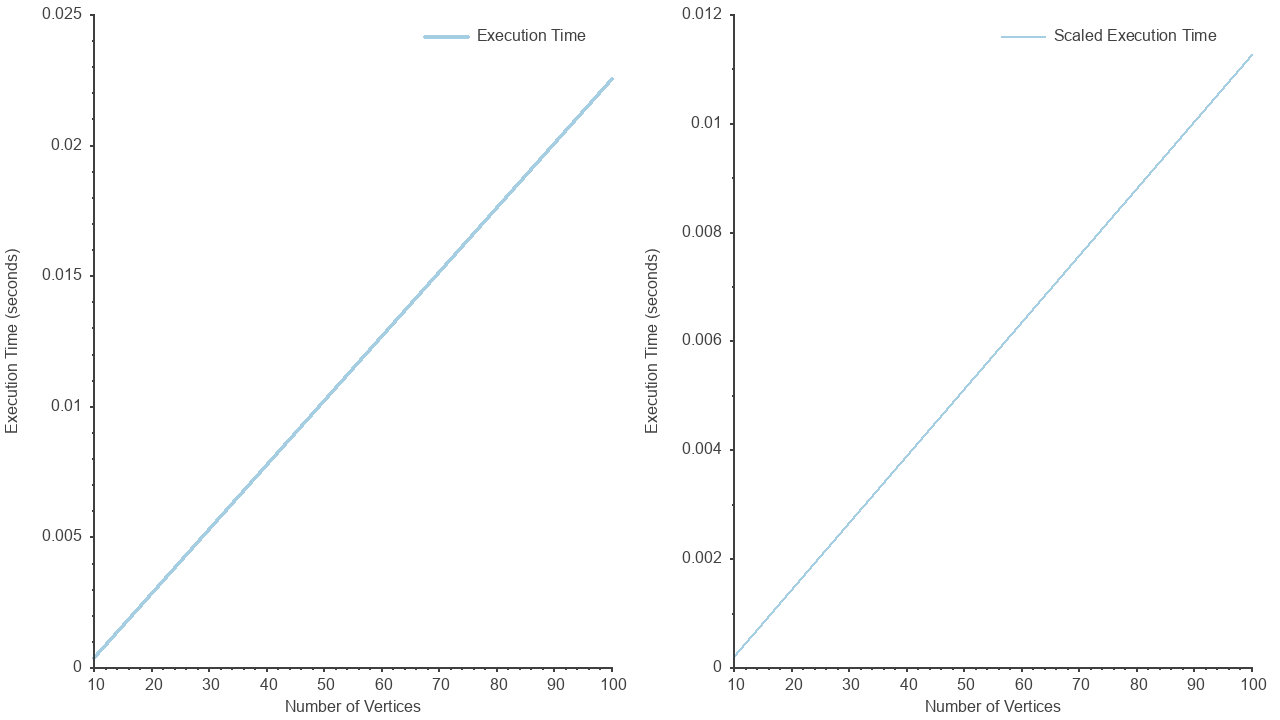 0.025
0.02
0.015
0.01
0.005
0
Execution Time (seconds)
Execution Time
10 20 30 40 50 60 70 80 90 100
Number of Vertices
0.012
0.01
0.008
0.006
0.004
0.002
0
Execution Time (seconds)
Scaled Execution Time
10 20 30 40 50 60 70 80 90 100
Number of Vertices